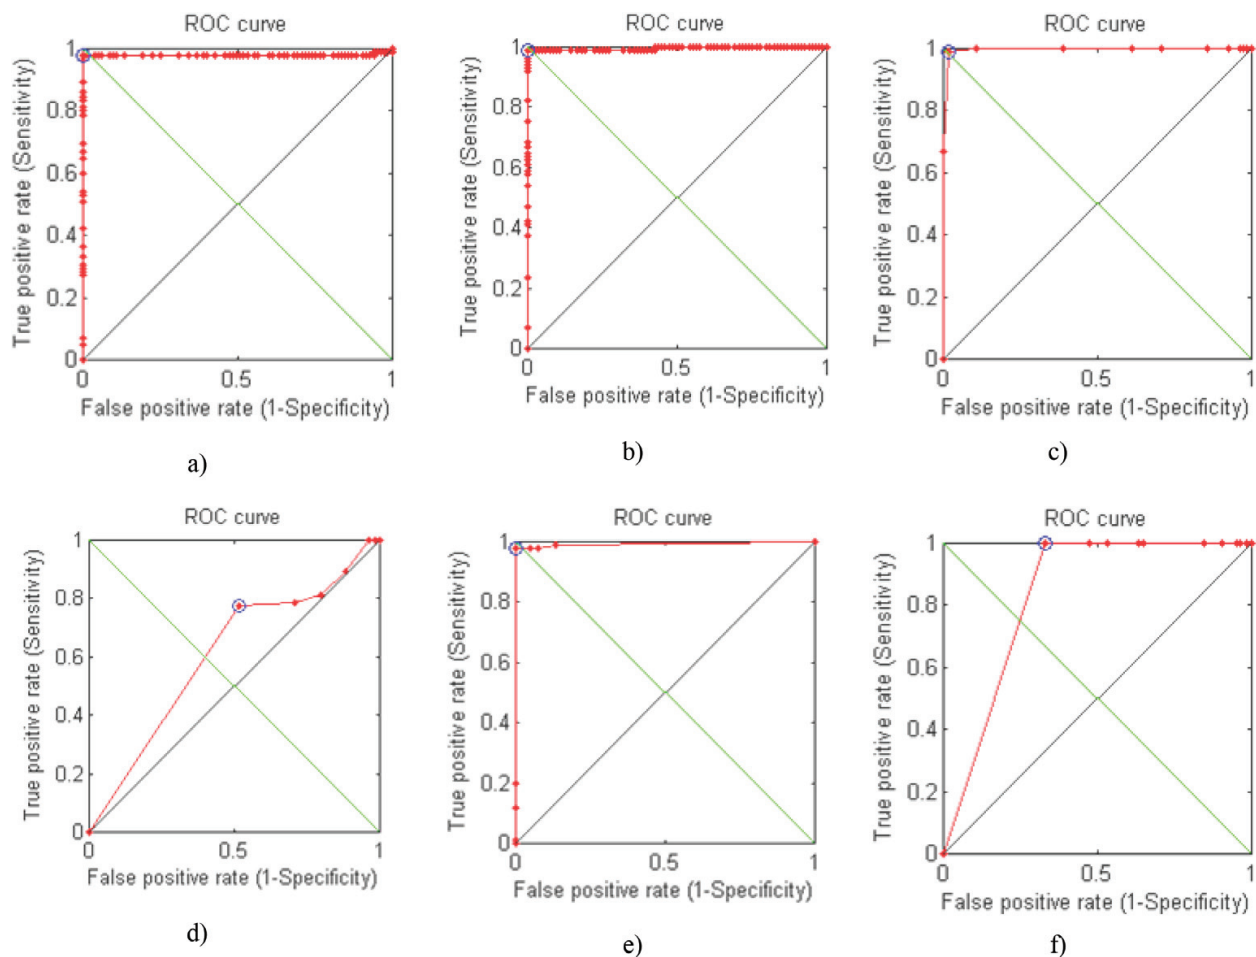 ROC curve
True positive rate (Sensitivity)
1
0.8
0.6
0.4
0.2
0
0
0.5
1
False positive rate (1-Specificity)
a)
ROC curve
True positive rate (Sensitivity)
1
0.8
0.6
0.4
0.2
0
0
0.5
1
False positive rate (1-Specificity)
b)
ROC curve
True positive rate (Sensitivity)
1
0.8
0.6
0.4
0.2
0
0
0.5
1
False positive rate (1-Specificity)
c)
ROC curve
True positive rate (Sensitivity)
1
0.8
0.6
0.4
0.2
0
0
0.5
1
False positive rate (1-Specificity)
d)
ROC curve
True positive rate (Sensitivity)
1
0.8
0.6
0.4
0.2
0
0
0.5
1
False positive rate (1-Specificity)
e)
ROC curve
True positive rate (Sensitivity)
1
0.8
0.6
0.4
0.2
0
0
0.5
1
False positive rate (1-Specificity)
f)